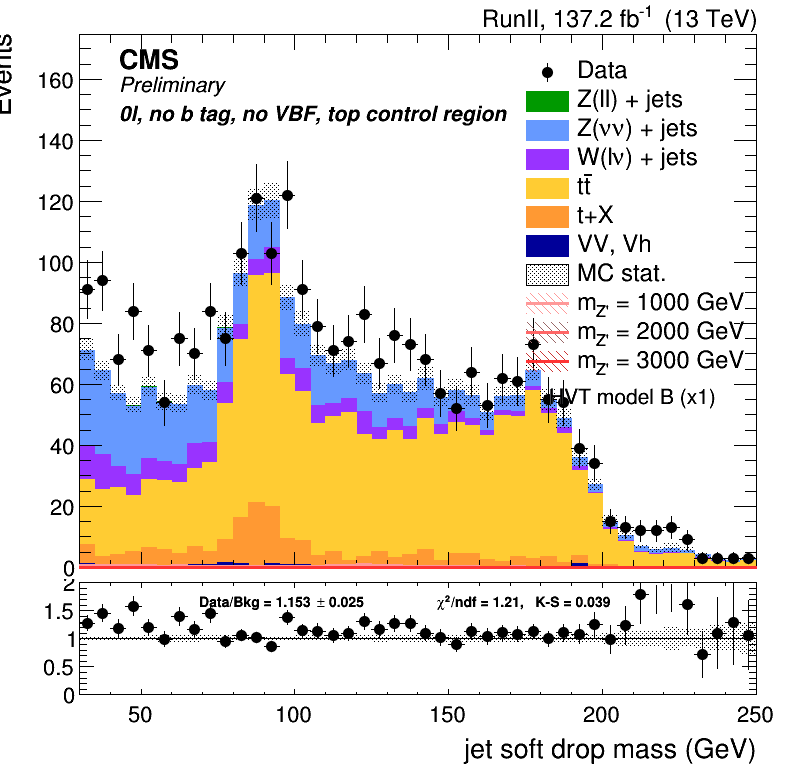 RunII, 137.2 fb⁻¹ (13 TeV)
Events
CMS
Preliminary
0l, no b tag, no VBF, top control region
Data
Z(ll) + jets
Z(νν) + jets
W(lν) + jets
tt̄
t+X
VV, Vh
MC stat.
m_Z' = 1000 GeV
m_Z' = 2000 GeV
m_Z' = 3000 GeV
HVT model B (x1)
160
140
120
100
80
60
40
20
0
Data/Bkg = 1.153 ± 0.025
χ²/ndf = 1.21, K-S = 0.039
2
1.5
1
0.5
0
50 100 150 200 250
jet soft drop mass (GeV)